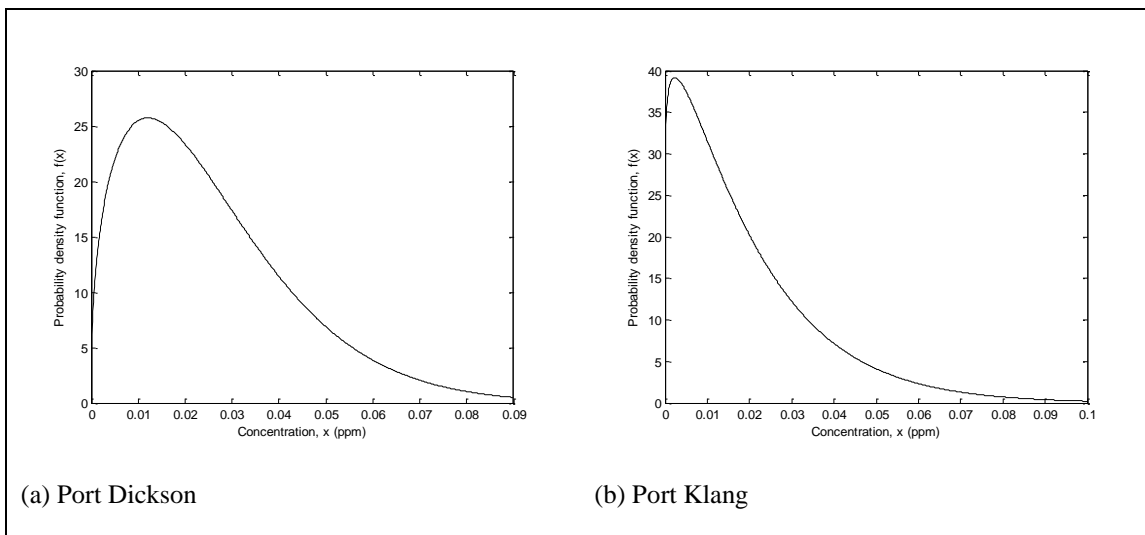 30
25
20
15
10
5
0
Probability density function, f(x)
0 0.01 0.02 0.03 0.04 0.05 0.06 0.07 0.08 0.09
Concentration, x (ppm)
(a) Port Dickson
40
35
30
25
20
15
10
5
0
Probability density function, f(x)
0 0.01 0.02 0.03 0.04 0.05 0.06 0.07 0.08 0.09 0.1
Concentration, x (ppm)
(b) Port Klang